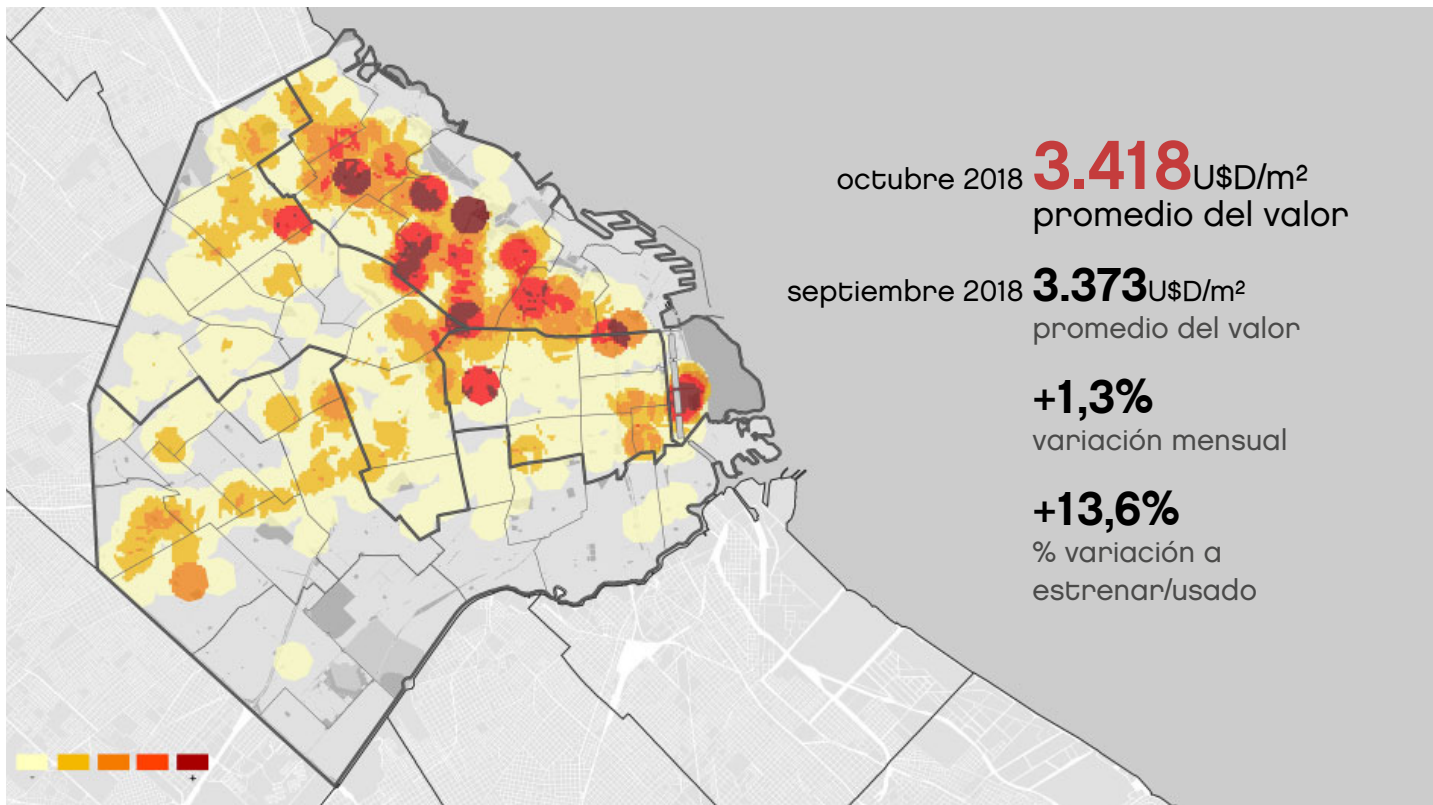 octubre 2018 3.418U$D/m²
promedio del valor
septiembre 2018 3.373U$D/m²
promedio del valor
+1,3%
variación mensual
+13,6%
% variación a
estrenar/usado
- +